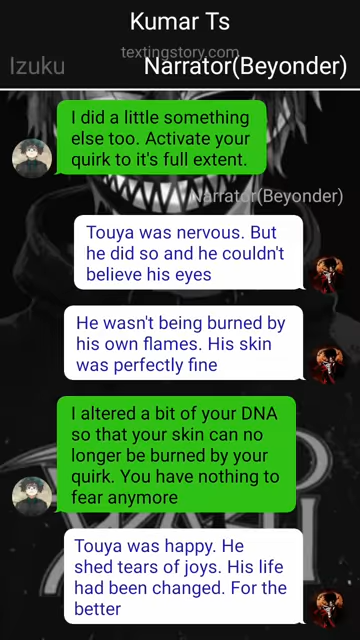 Kumar Ts
textingstory.com
Izuku
Narrator(Beyonder)
I did a little something
else too. Activate your
quirk to it's full extent.
Narrator(Beyonder)
Touya was nervous. But
he did so and he couldn't
believe his eyes
He wasn't being burned by
his own flames. His skin
was perfectly fine
I altered a bit of your DNA
so that your skin can no
longer be burned by your
quirk. You have nothing to
fear anymore
Touya was happy. He
shed tears of joys. His life
had been changed. For the
better